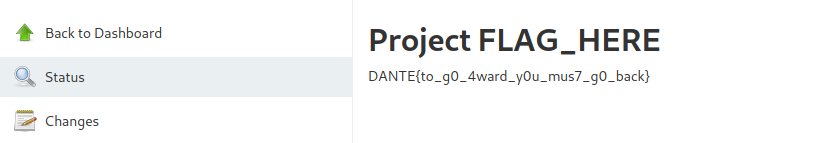 Back to Dashboard
Status
Changes
Project FLAG_HERE
DANTE{to_g0_4ward_y0u_mus7_g0_back}